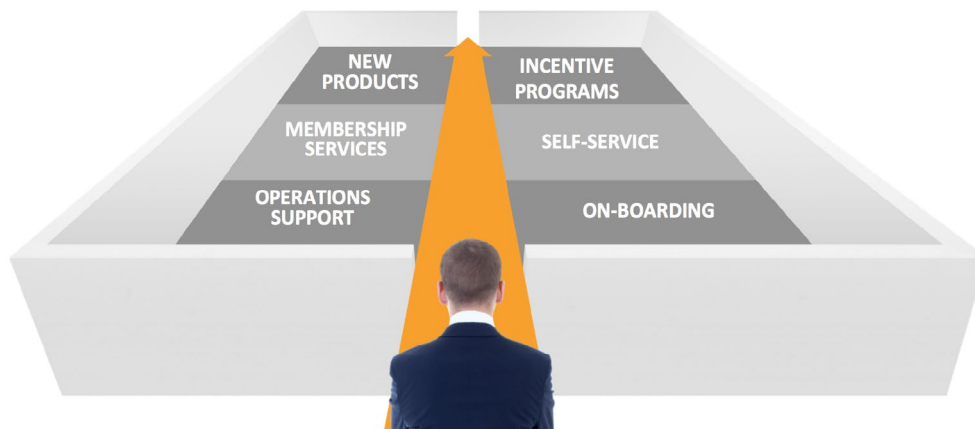 NEW
PRODUCTS
INCENTIVE
PROGRAMS
MEMBERSHIP
SERVICES
SELF-SERVICE
OPERATIONS
SUPPORT
ON-BOARDING